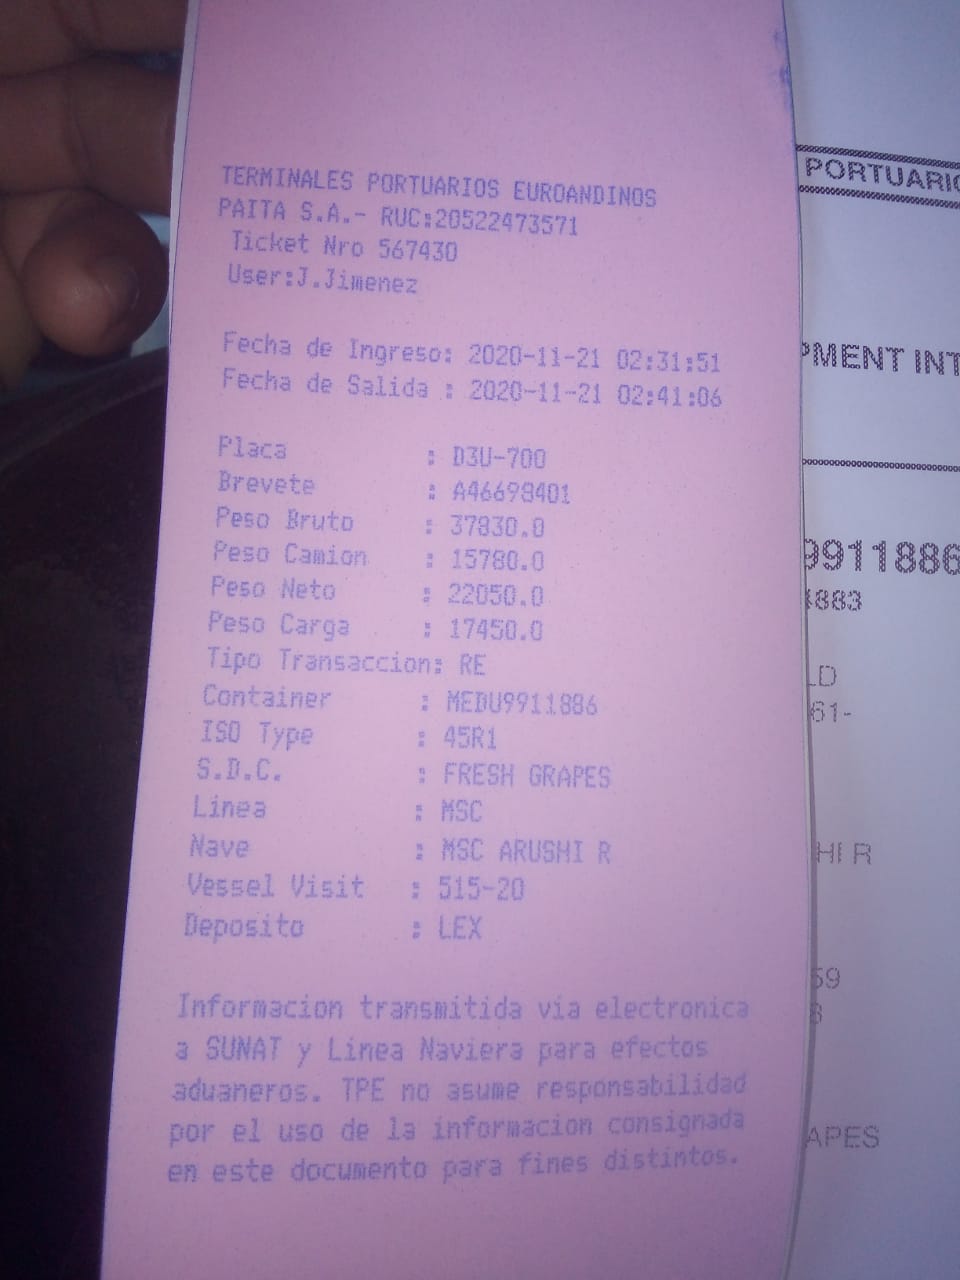 TERMINALES PORTUARIOS EUROANDINOS
PAITA S.A.- RUC:20522473571
Ticket Nro 567430
User:J.Jimenez
Fecha de Ingreso: 2020-11-21 02:31:51
Fecha de Salida : 2020-11-21 02:41:06
Placa : D3U-700
Brevete : A46698401
Peso Bruto : 37830.0
Peso Camion : 15780.0
Peso Neto : 22050.0
Peso Carga : 17450.0
Tipo Transaccion: RE
Container : MEDU9911886
ISO Type : 45R1
S.D.C. : FRESH GRAPES
Linea : MSC
Nave : MSC ARUSHI R
Vessel Visit : 515-20
Deposito : LEX
Informacion transmitida via electronica
a SUNAT y Linea Naviera para efectos
aduaneros. TPE no asume responsabilidad
por el uso de la informacion consignada
en este documento para fines distintos.
PORTUARIO
PMENT INT
9911886
883
LD
61-
HI R
59
APES